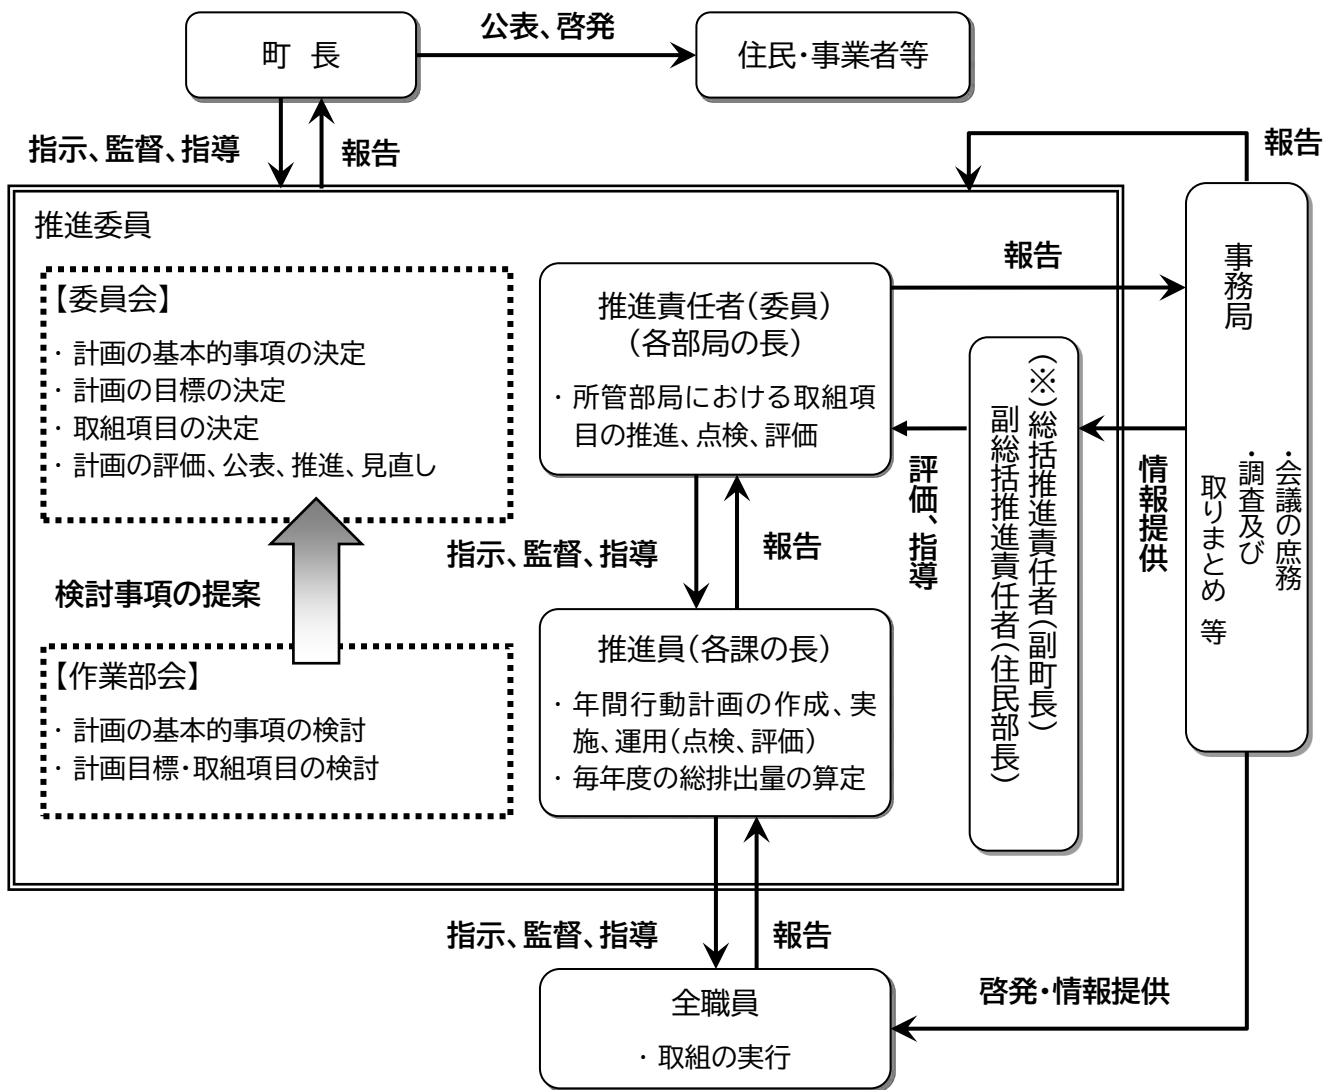 公表、啓発
町 長
住民・事業者等
指示、監督、指導
報告
報告
推進委員
【委員会】
・計画の基本的事項の決定
・計画の目標の決定
・取組項目の決定
・計画の評価、公表、推進、見直し
検討事項の提案
【作業部会】
・計画の基本的事項の検討
・計画目標・取組項目の検討
推進責任者(委員)
(各部局の長)
・所管部局における取組項
目の推進、点検、評価
指示、監督、指導
報告
推進員(各課の長)
・年間行動計画の作成、実
施、運用(点検、評価)
・毎年度の総排出量の算定
報告
評価、指導
(※)総括推進責任者(副町長)
副総括推進責任者(住民部長)
情報提供
事務局
・会議の庶務
・調査及び
取りまとめ 等
指示、監督、指導
報告
全職員
・取組の実行
啓発・情報提供